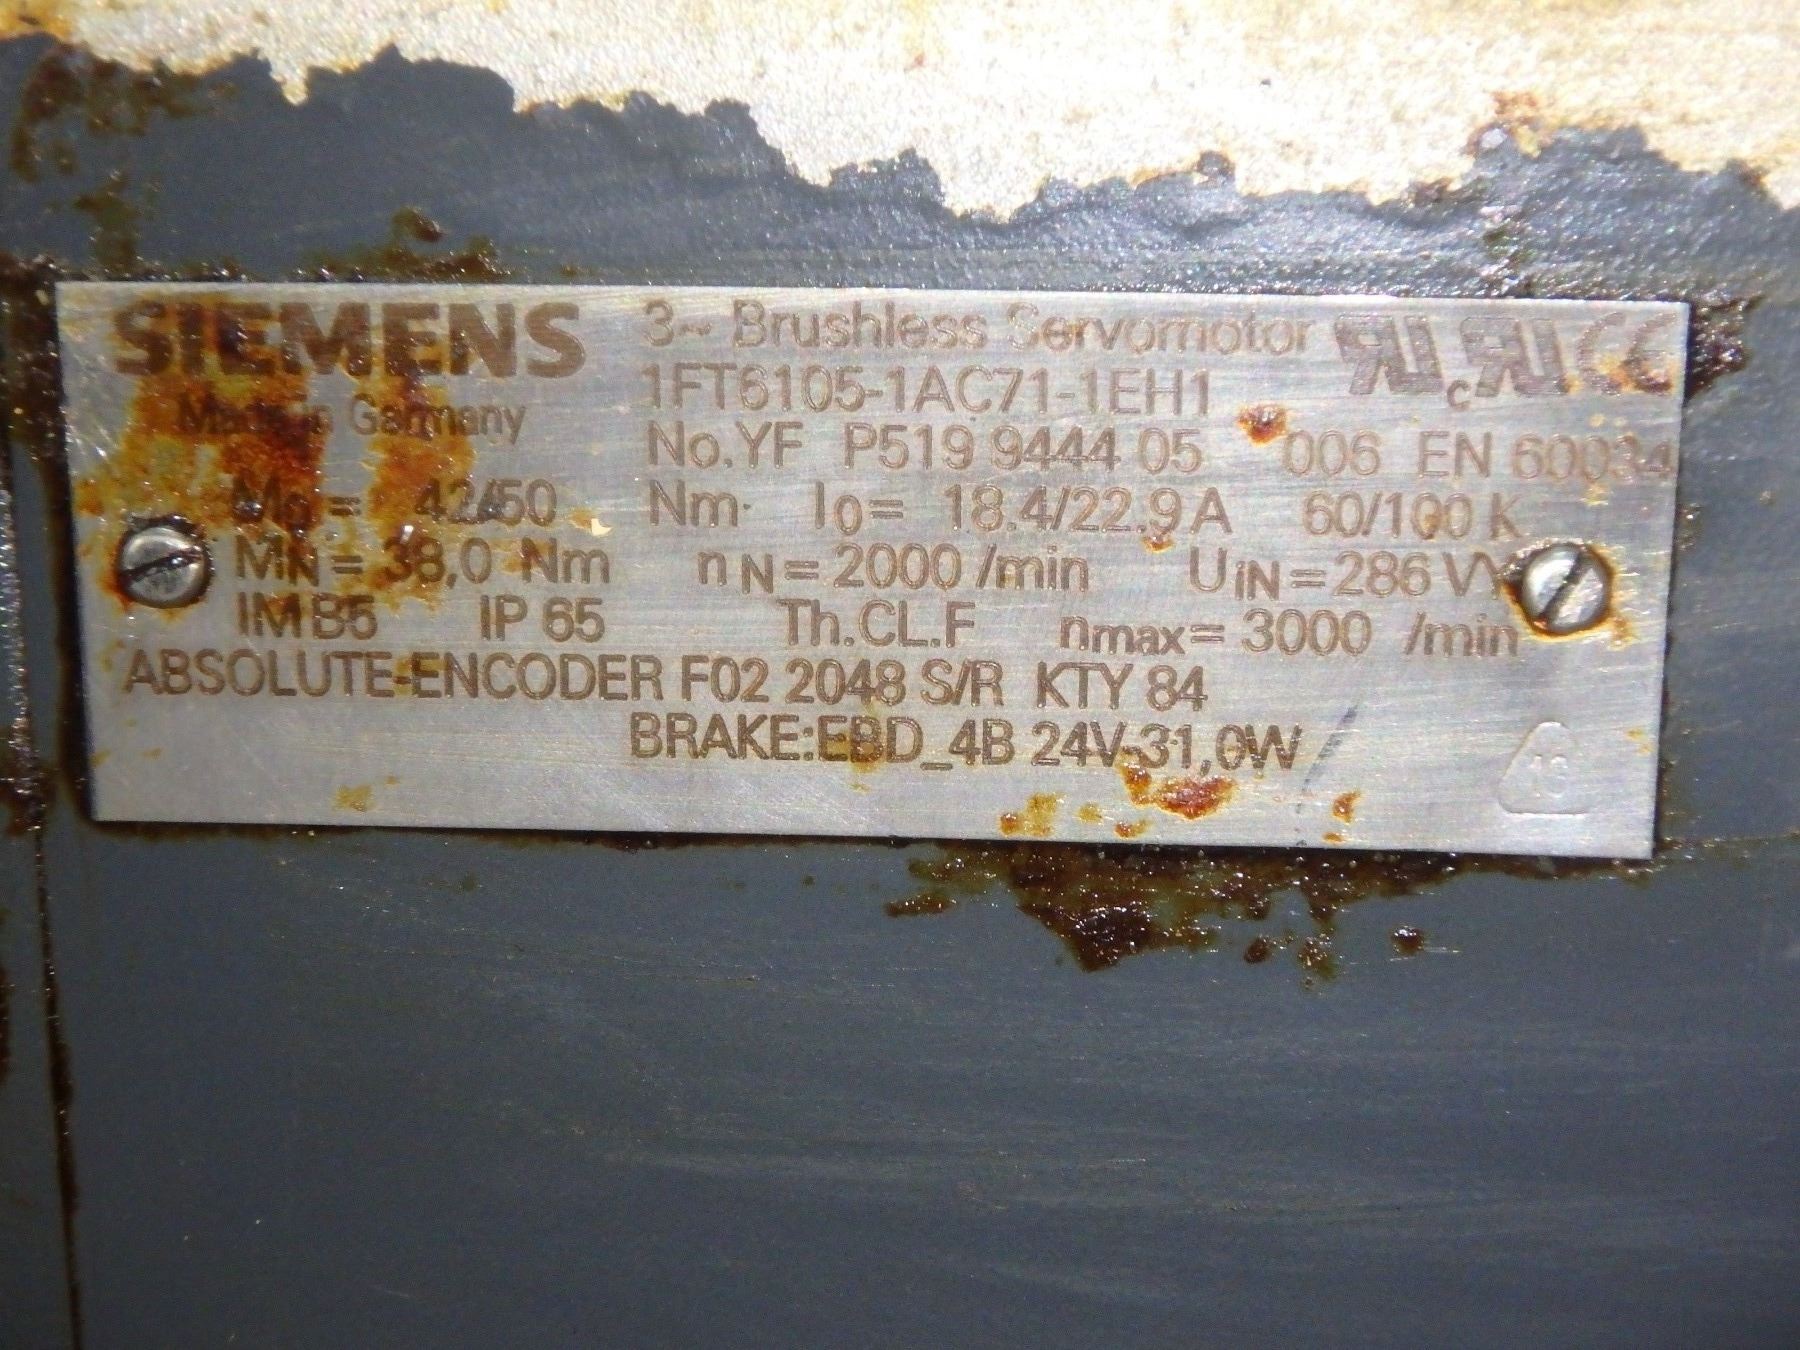 SIEMENS 3~ Brushless Servomotor
1FT6105-1AC71-1EH1
Made in Germany
No.YF P519 9444 05 006 EN 60034
M0 = 42/50 Nm I0 = 18.4/22.9 A 60/100 K
MN = 38,0 Nm nN = 2000 /min UiN = 286 VY
IM B5 IP 65 Th.CL.F nmax = 3000 /min
ABSOLUTE-ENCODER F02 2048 S/R KTY 84
BRAKE:EBD_4B 24V-31,0W